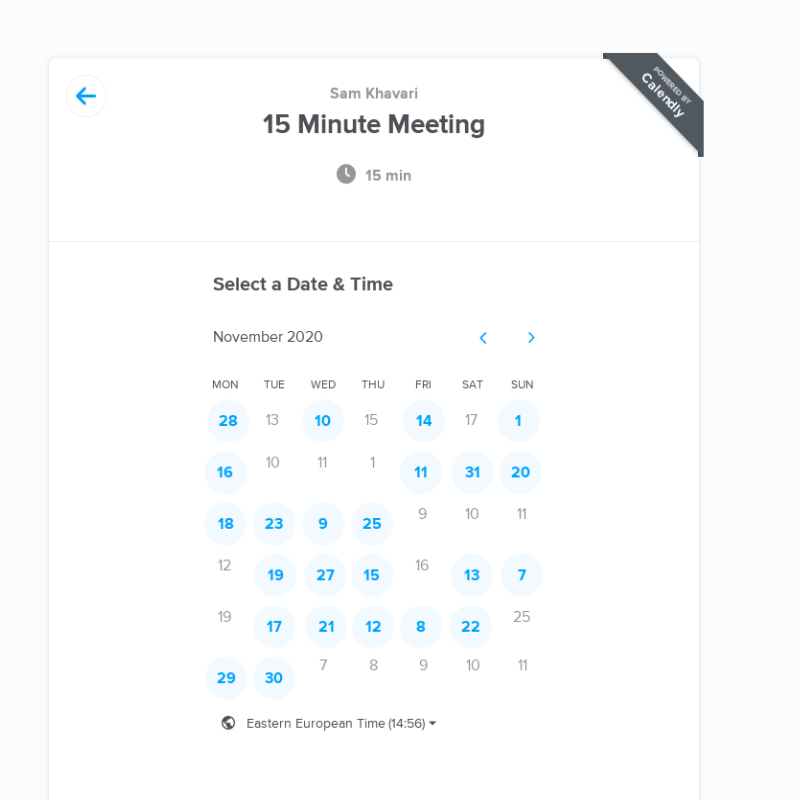 POWERED BY
Calendly
Sam Khavari
15 Minute Meeting
15 min
Select a Date & Time
November 2020
MON TUE WED THU FRI SAT SUN
28 13 10 15 14 17 1
16 10 11 1 11 31 20
18 23 9 25 9 10 11
12 19 27 15 16 13 7
19 17 21 12 8 22 25
29 30 7 8 9 10 11
Eastern European Time (14:56)